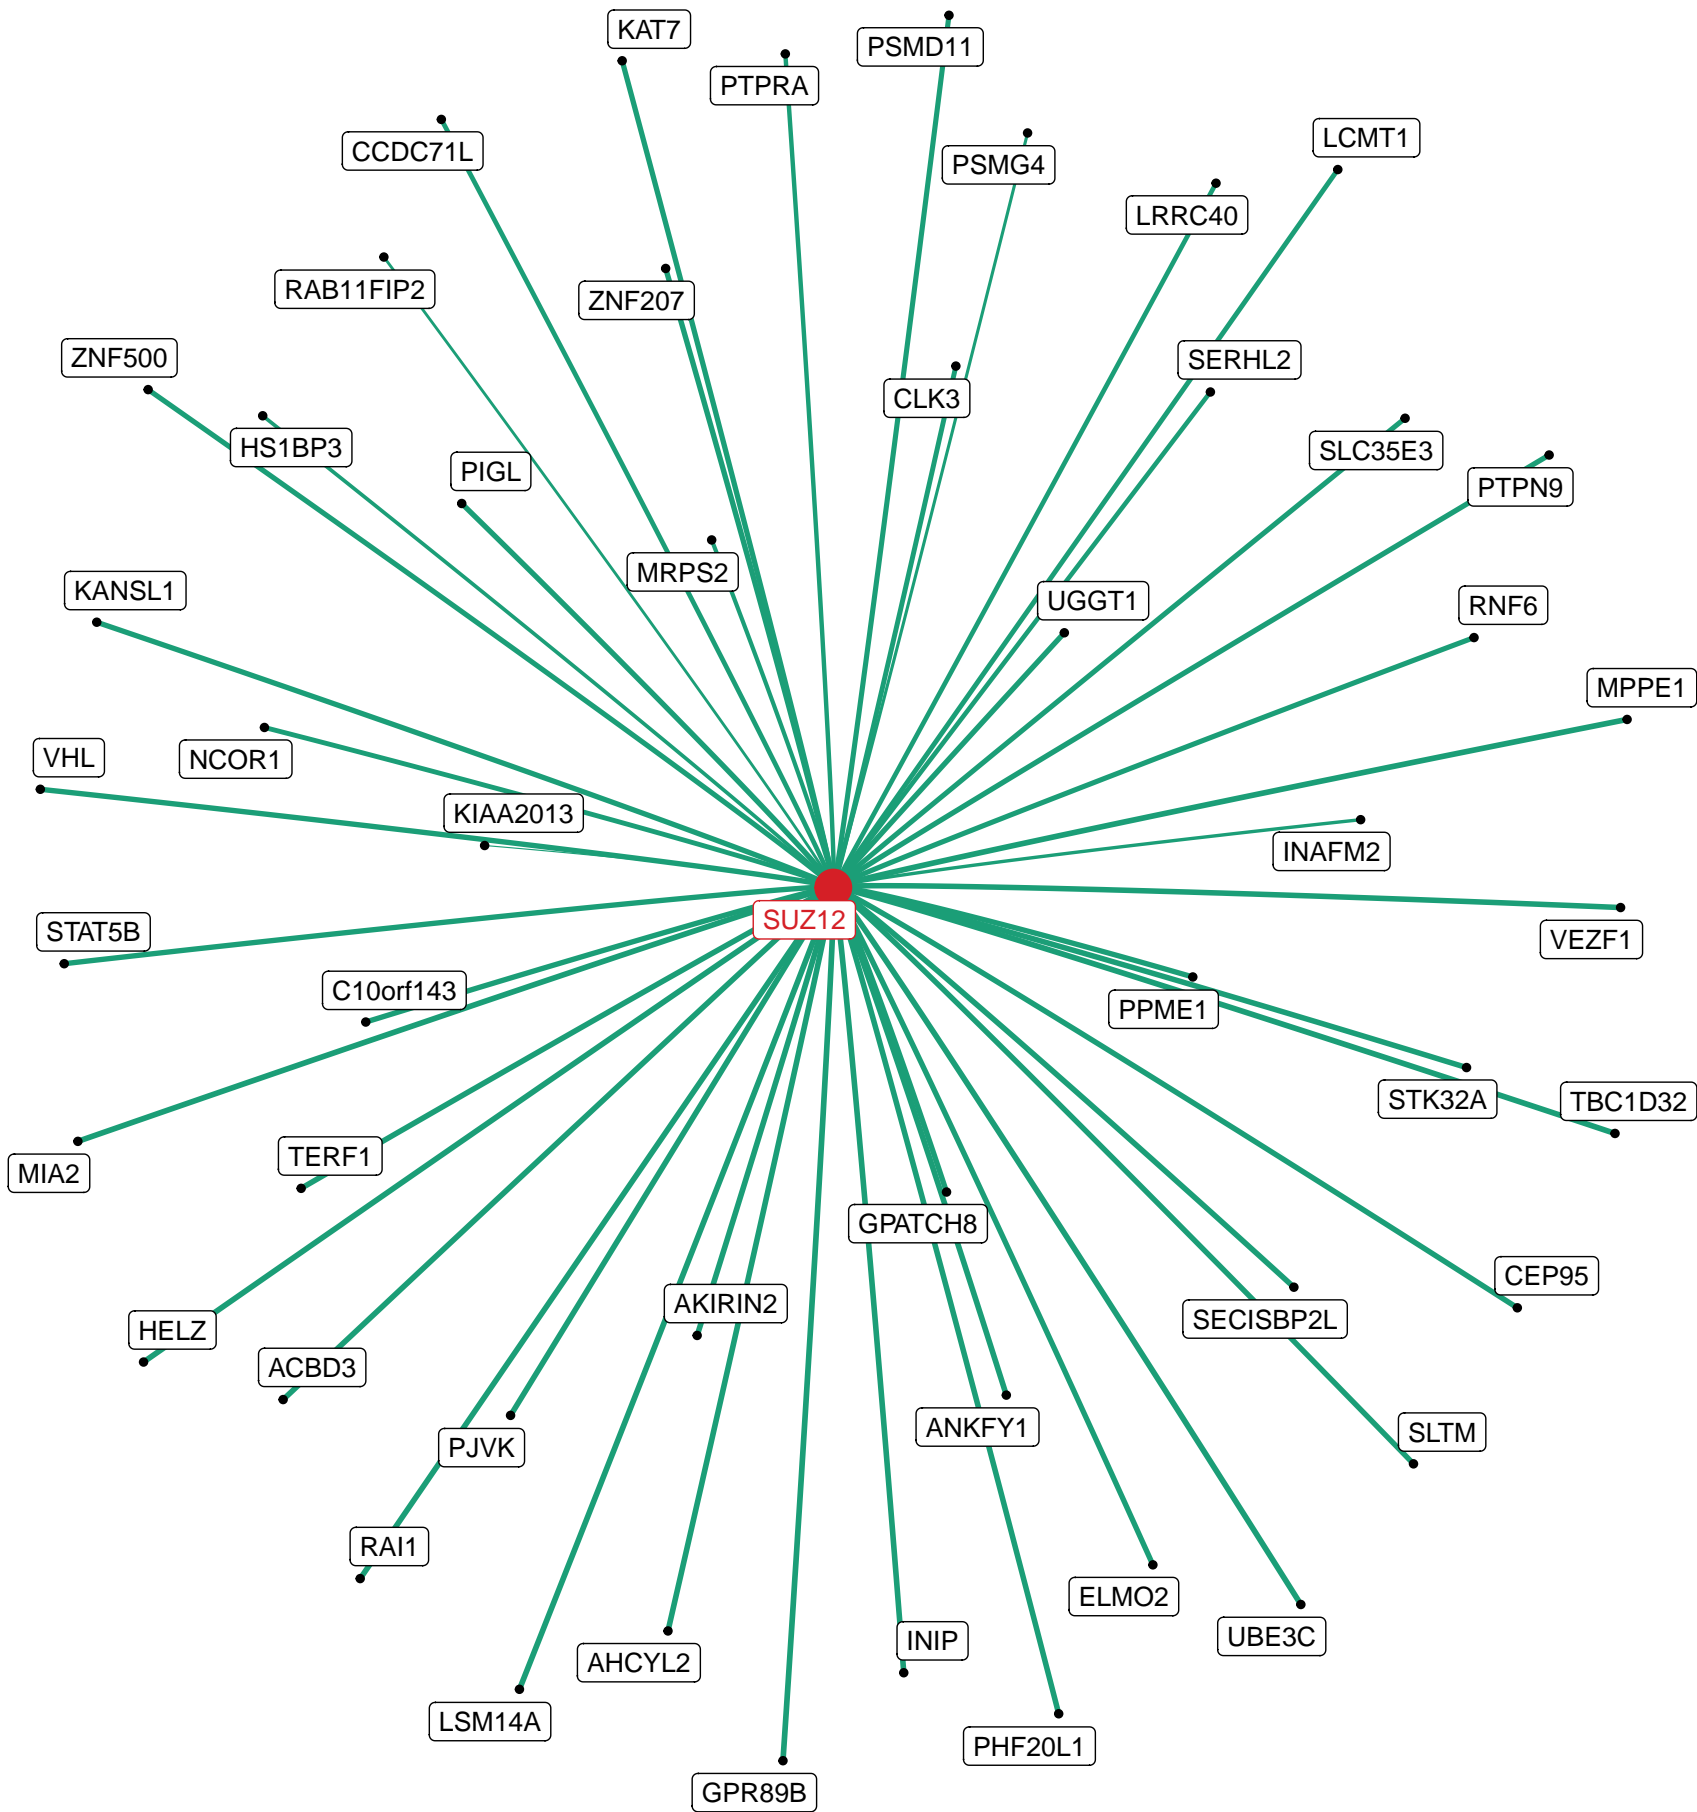 KAT7
PSMD11
PTPRA
LCMT1
CCDC71L
PSMG4
LRRC40
RAB11FIP2
ZNF207
ZNF500
SERHL2
CLK3
HS1BP3
SLC35E3
PIGL
PTPN9
MRPS2
KANSL1
UGGT1
RNF6
MPPE1
VHL
NCOR1
KIAA2013
INAFM2
SUZ12
STAT5B
VEZF1
C10orf143
PPME1
STK32A
TBC1D32
TERF1
MIA2
GPATCH8
CEP95
AKIRIN2
SECISBP2L
HELZ
ACBD3
ANKFY1
SLTM
PJVK
RAI1
ELMO2
UBE3C
INIP
AHCYL2
LSM14A
PHF20L1
GPR89B